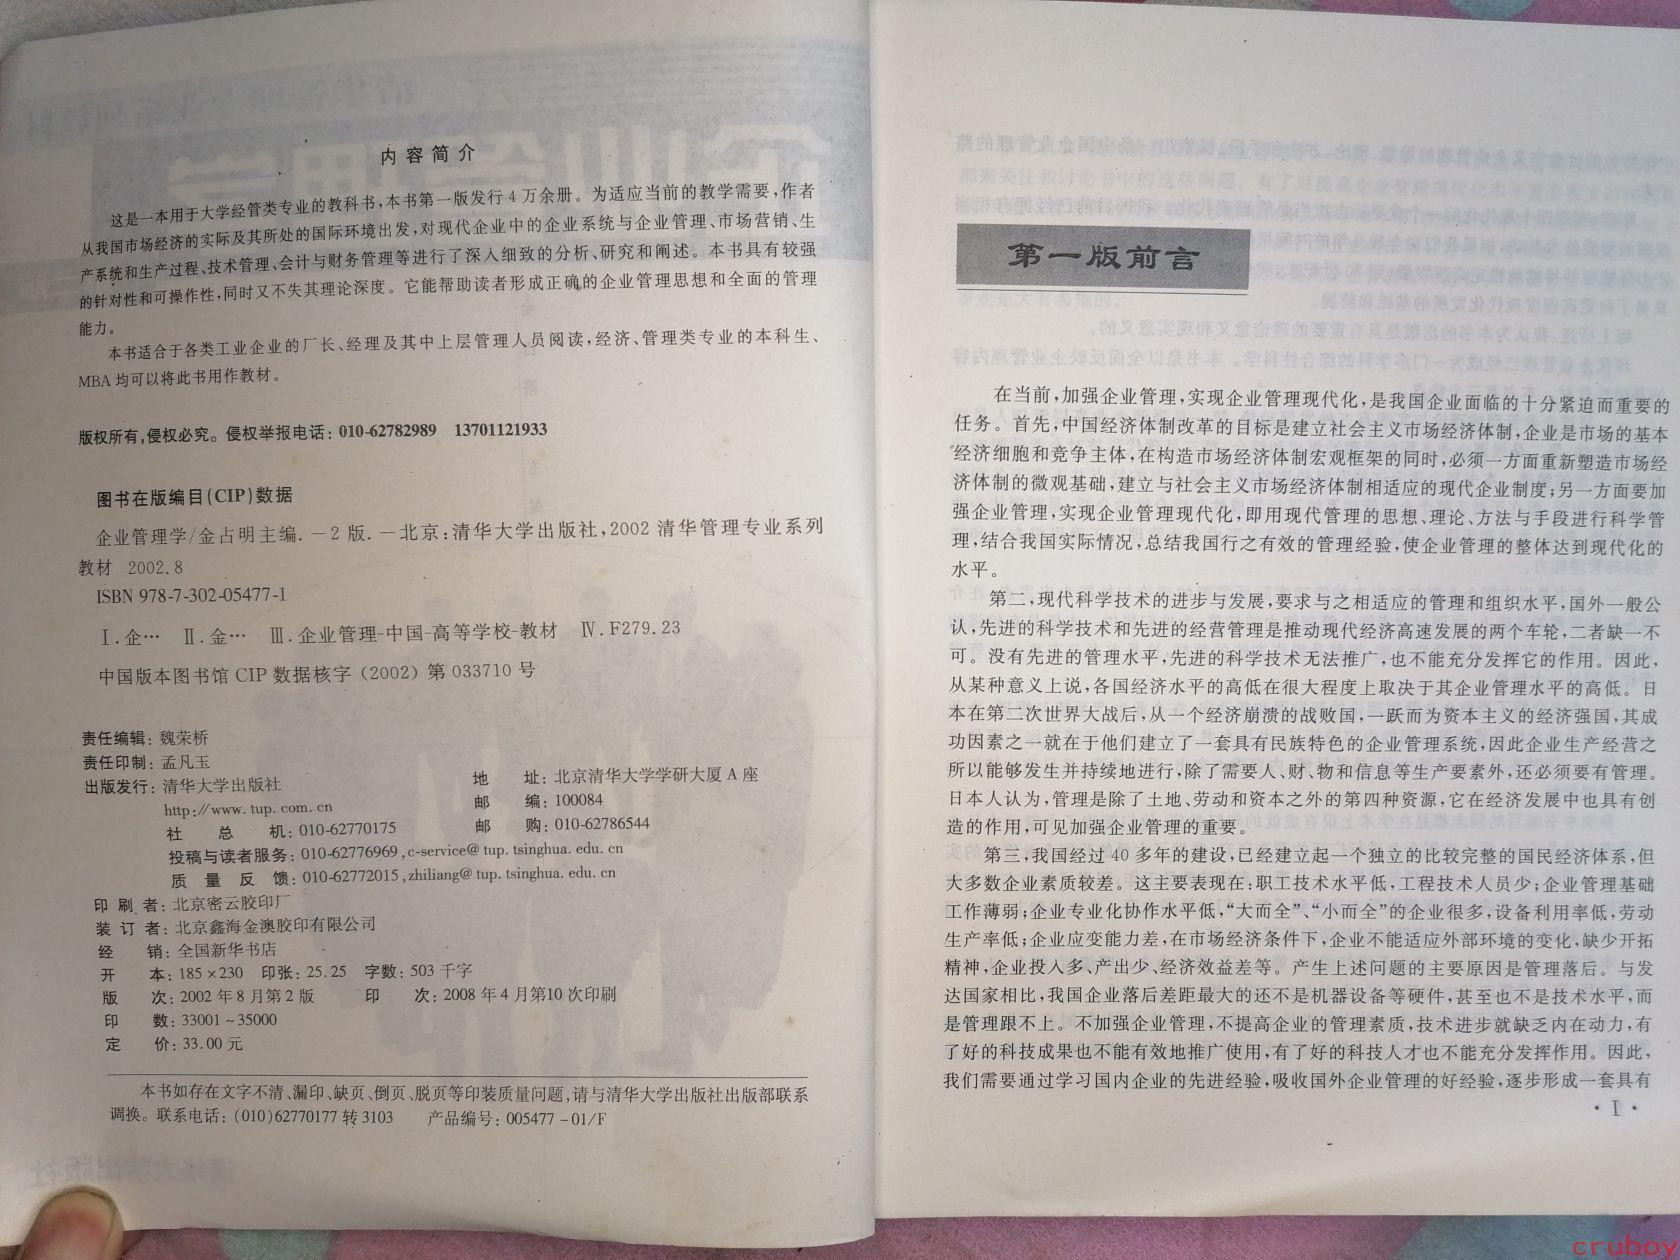 内容简介
这是一本用于大学经管类专业的教科书,本书第一版发行4万余册。为适应当前的教学需要,作者
从我国市场经济的实际及其所处的国际环境出发,对现代企业中的企业系统与企业管理、市场营销、生
产系统和生产过程、技术管理、会计与财务管理等进行了深入细致的分析、研究和阐述。本书具有较强
的针对性和可操作性,同时又不失其理论深度。它能帮助读者形成正确的企业管理思想和全面的管理
能力。
本书适合于各类工业企业的厂长、经理及其中上层管理人员阅读,经济、管理类专业的本科生、
MBA均可以将此书用作教材。
版权所有,侵权必究。侵权举报电话:010-62782989 13701121933
图书在版编目(CIP)数据
企业管理学/金占明主编.—2版.—北京:清华大学出版社,2002 清华管理专业系列
教材 2002.8
ISBN 978-7-302-05477-1
Ⅰ.企… Ⅱ.金… Ⅲ.企业管理-中国-高等学校-教材 Ⅳ.F279.23
中国版本图书馆CIP数据核字(2002)第033710号
责任编辑:魏荣桥
责任印制:孟凡玉
出版发行:清华大学出版社 地 址:北京清华大学学研大厦A座
http://www.tup.com.cn 邮 编:100084
社 总 机:010-62770175 邮 购:010-62786544
投稿与读者服务:010-62776969,c-service@tup.tsinghua.edu.cn
质 量 反 馈:010-62772015,zhiliang@tup.tsinghua.edu.cn
印 刷 者:北京密云胶印厂
装 订 者:北京鑫海金澳胶印有限公司
经 销:全国新华书店
开 本:185×230 印张:25.25 字数:503千字
版 次:2002年8月第2版 印 次:2008年4月第10次印刷
印 数:33001~35000
定 价:33.00元
本书如存在文字不清、漏印、缺页、倒页、脱页等印装质量问题,请与清华大学出版社出版部联系
调换。联系电话:(010)62770177转3103 产品编号:005477-01/F
第一版前言
在当前,加强企业管理,实现企业管理现代化,是我国企业面临的十分紧迫而重要的
任务。首先,中国经济体制改革的目标是建立社会主义市场经济体制,企业是市场的基本
经济细胞和竞争主体,在构造市场经济体制宏观框架的同时,必须一方面重新塑造市场经
济体制的微观基础,建立与社会主义市场经济体制相适应的现代企业制度;另一方面要加
强企业管理,实现企业管理现代化,即用现代管理的思想、理论、方法与手段进行科学管
理,结合我国实际情况,总结我国行之有效的管理经验,使企业管理的整体达到现代化的
水平。
第二,现代科学技术的进步与发展,要求与之相适应的管理和组织水平,国外一般公
认,先进的科学技术和先进的经营管理是推动现代经济高速发展的两个车轮,二者缺一不
可。没有先进的管理水平,先进的科学技术无法推广,也不能充分发挥它的作用。因此,
从某种意义上说,各国经济水平的高低在很大程度上取决于其企业管理水平的高低。日
本在第二次世界大战后,从一个经济崩溃的战败国,一跃而为资本主义的经济强国,其成
功因素之一就在于他们建立了一套具有民族特色的企业管理系统,因此企业生产经营之
所以能够发生并持续地进行,除了需要人、财、物和信息等生产要素外,还必须要有管理。
日本人认为,管理是除了土地、劳动和资本之外的第四种资源,它在经济发展中也具有创
造的作用,可见加强企业管理的重要。
第三,我国经过40多年的建设,已经建立起一个独立的比较完整的国民经济体系,但
大多数企业素质较差。这主要表现在:职工技术水平低,工程技术人员少;企业管理基础
工作薄弱;企业专业化协作水平低,“大而全”、“小而全”的企业很多,设备利用率低,劳动
生产率低;企业应变能力差,在市场经济条件下,企业不能适应外部环境的变化,缺少开拓
精神,企业投入多、产出少、经济效益差等。产生上述问题的主要原因是管理落后。与发
达国家相比,我国企业落后差距最大的还不是机器设备等硬件,甚至也不是技术水平,而
是管理跟不上。不加强企业管理,不提高企业的管理素质,技术进步就缺乏内在动力,有
了好的科技成果也不能有效地推广使用,有了好的科技人才也不能充分发挥作用。因此,
我们需要通过学习国内企业的先进经验,吸收国外企业管理的好经验,逐步形成一套具有
·Ⅰ·
cruboy